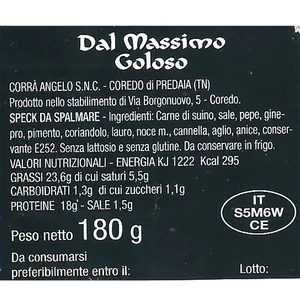 Dal Massimo
Goloso
CORRÀ ANGELO S.N.C. - COREDO di PREDAIA (TN)
Prodotto nello stabilimento di Via Borgonuovo, 5 - Coredo.
SPECK DA SPALMARE - Ingredienti: Carne di suino, sale, pepe, gine-
pro, pimento, coriandolo, lauro, noce m., cannella, aglio, anice, conser-
vante E252. Senza lattosio e senza glutine. Da conservare in frigo.
VALORI NUTRIZIONALI - ENERGIA KJ 1222 Kcal 295
GRASSI 23,6g di cui saturi 5,5g
CARBOIDRATI 1,3g di cui zuccheri 1,1g
PROTEINE 18g - SALE 1,5g
IT
S5M6W
CE
Peso netto 180 g
Da consumarsi
preferibilmente entro il:
Lotto: